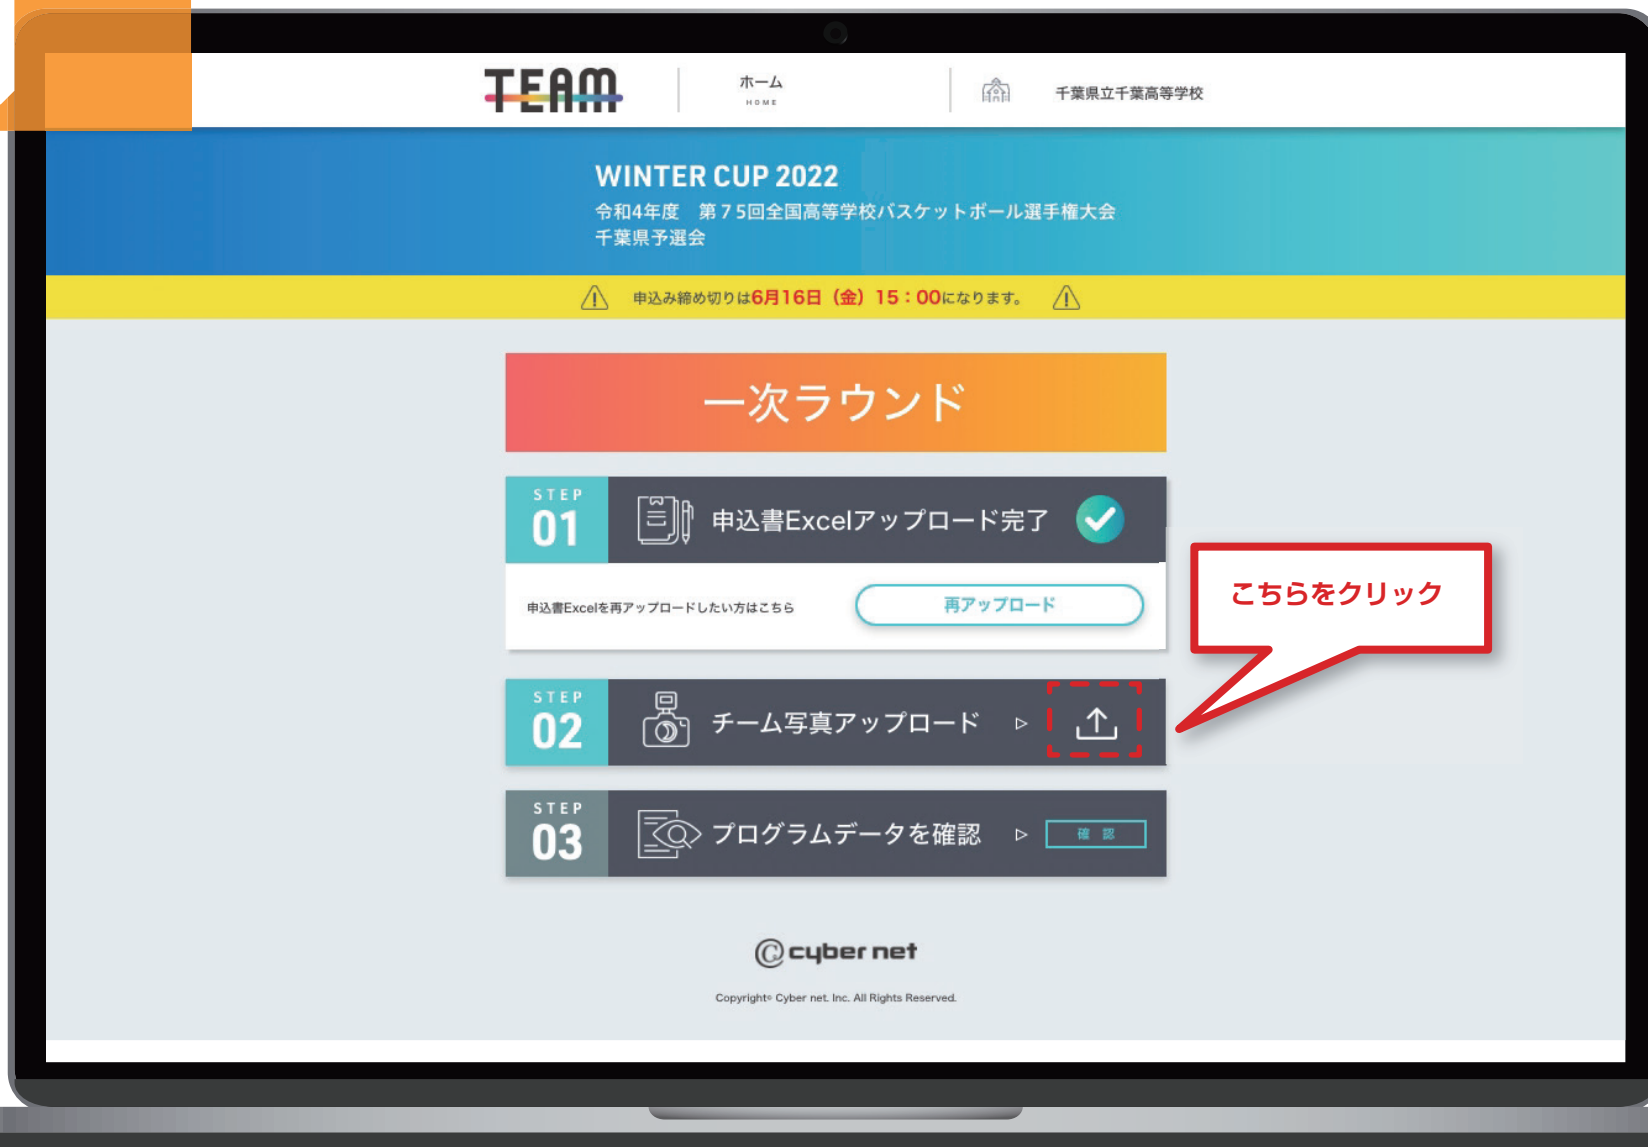 TEAM
ホーム
HOME
千葉県立千葉高等学校
WINTER CUP 2022
令和4年度　第７5回全国高等学校バスケットボール選手権大会
千葉県予選会
申込み締め切りは6月16日（金）15：00になります。
一次ラウンド
STEP
01
申込書Excelアップロード完了
申込書Excelを再アップロードしたい方はこちら
再アップロード
こちらをクリック
STEP
02
チーム写真アップロード
STEP
03
プログラムデータを確認
確 認
cyber net
Copyright© Cyber net. Inc. All Rights Reserved.